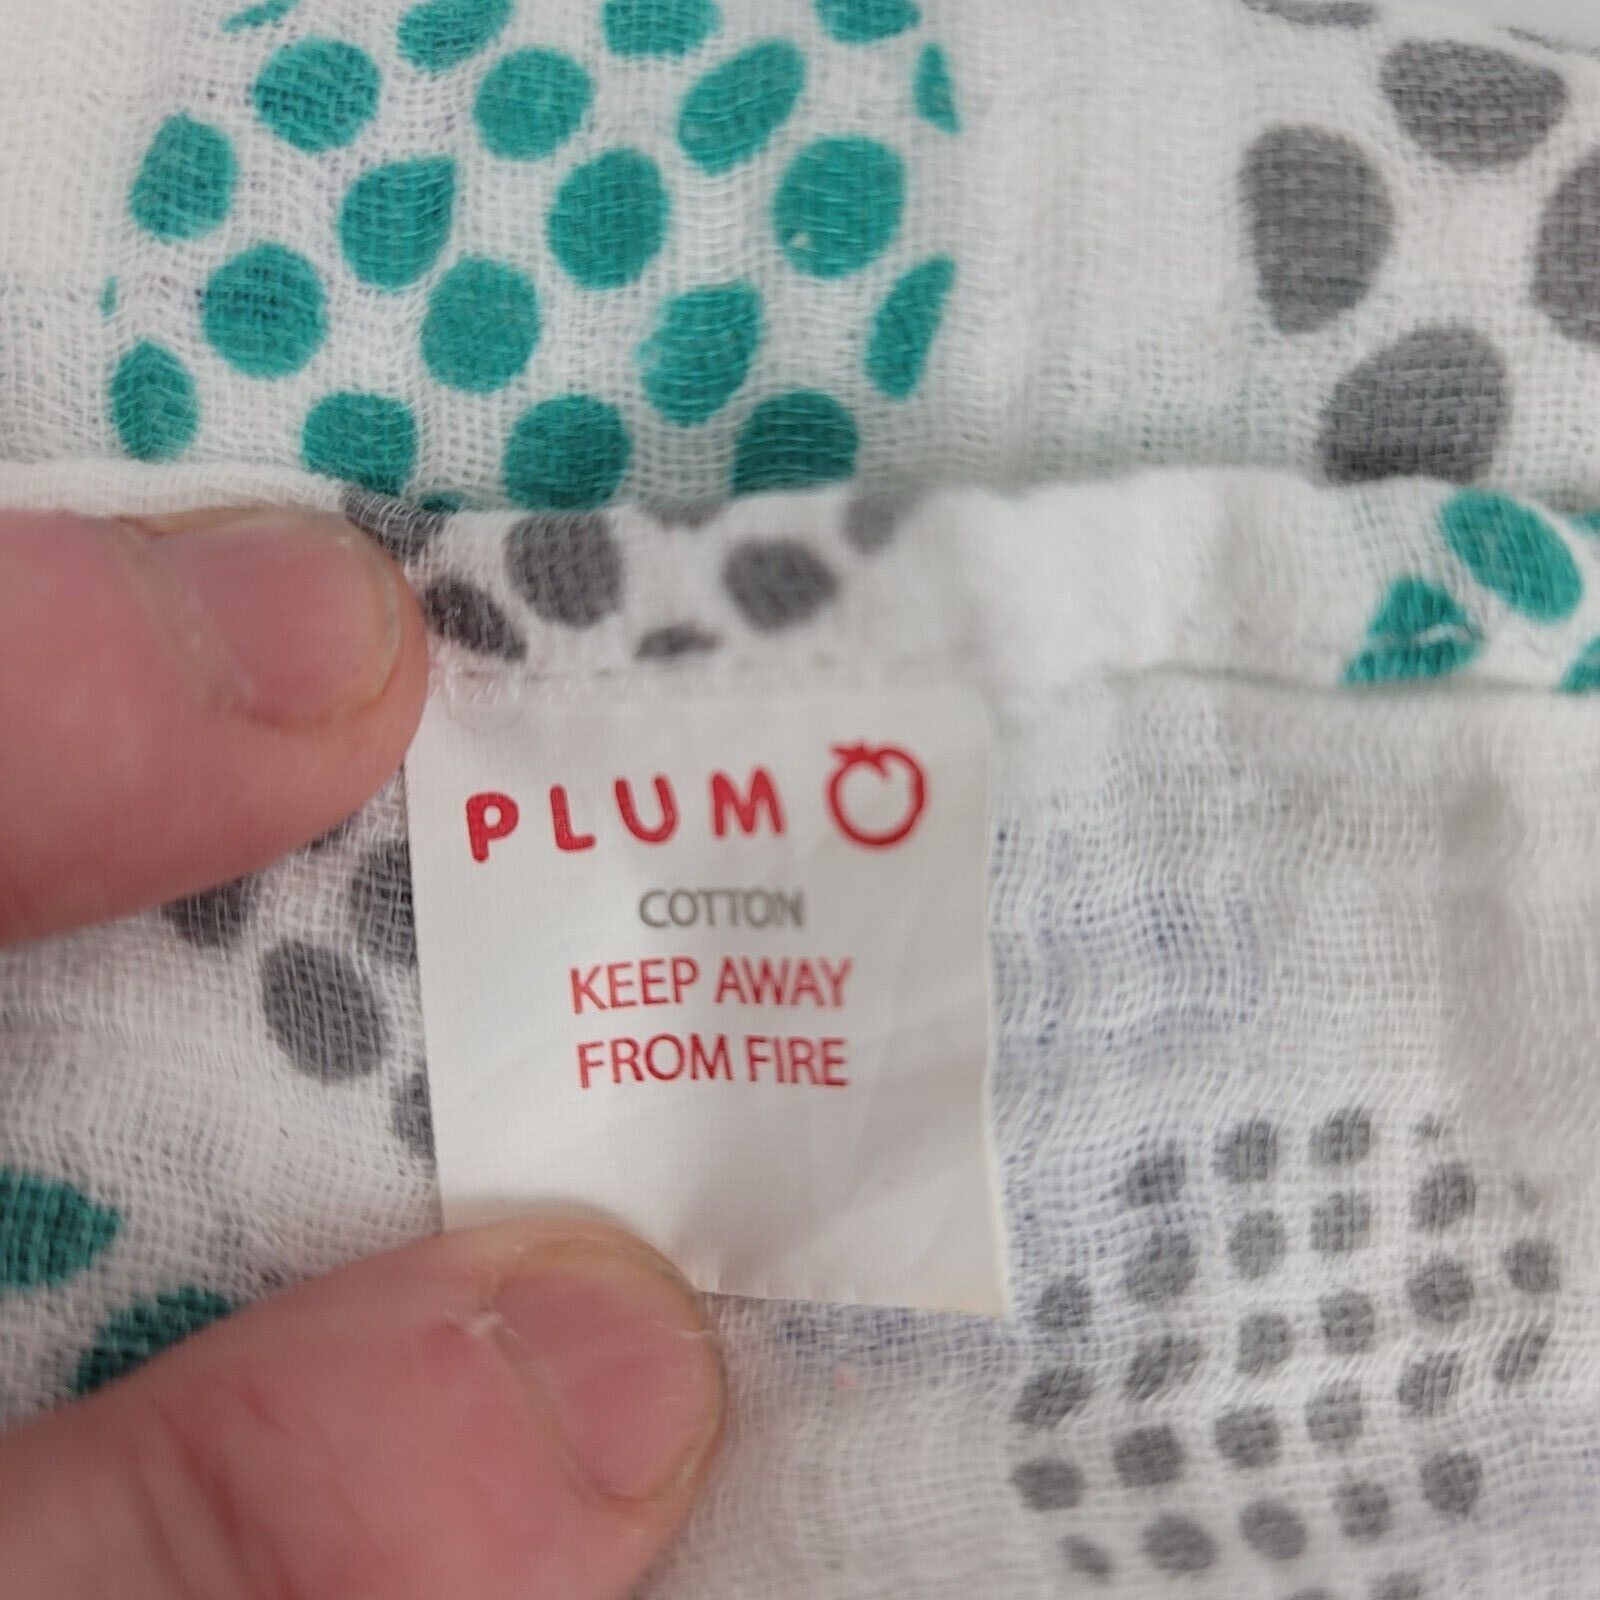 PLUM
COTTON
KEEP AWAY
FROM FIRE